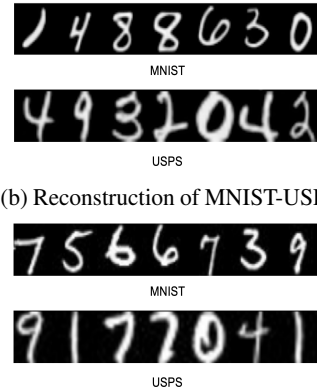 1 4 8 8 6 3 0
MNIST
4 9 3 2 0 4 2
USPS
(b) Reconstruction of MNIST-USP
7 5 6 6 7 3 9
MNIST
9 1 7 7 0 4 1
USPS